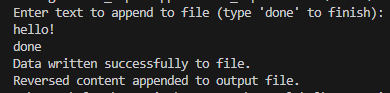 Enter text to append to file (type 'done' to finish):
hello!
done
Data written successfully to file.
Reversed content appended to output file.